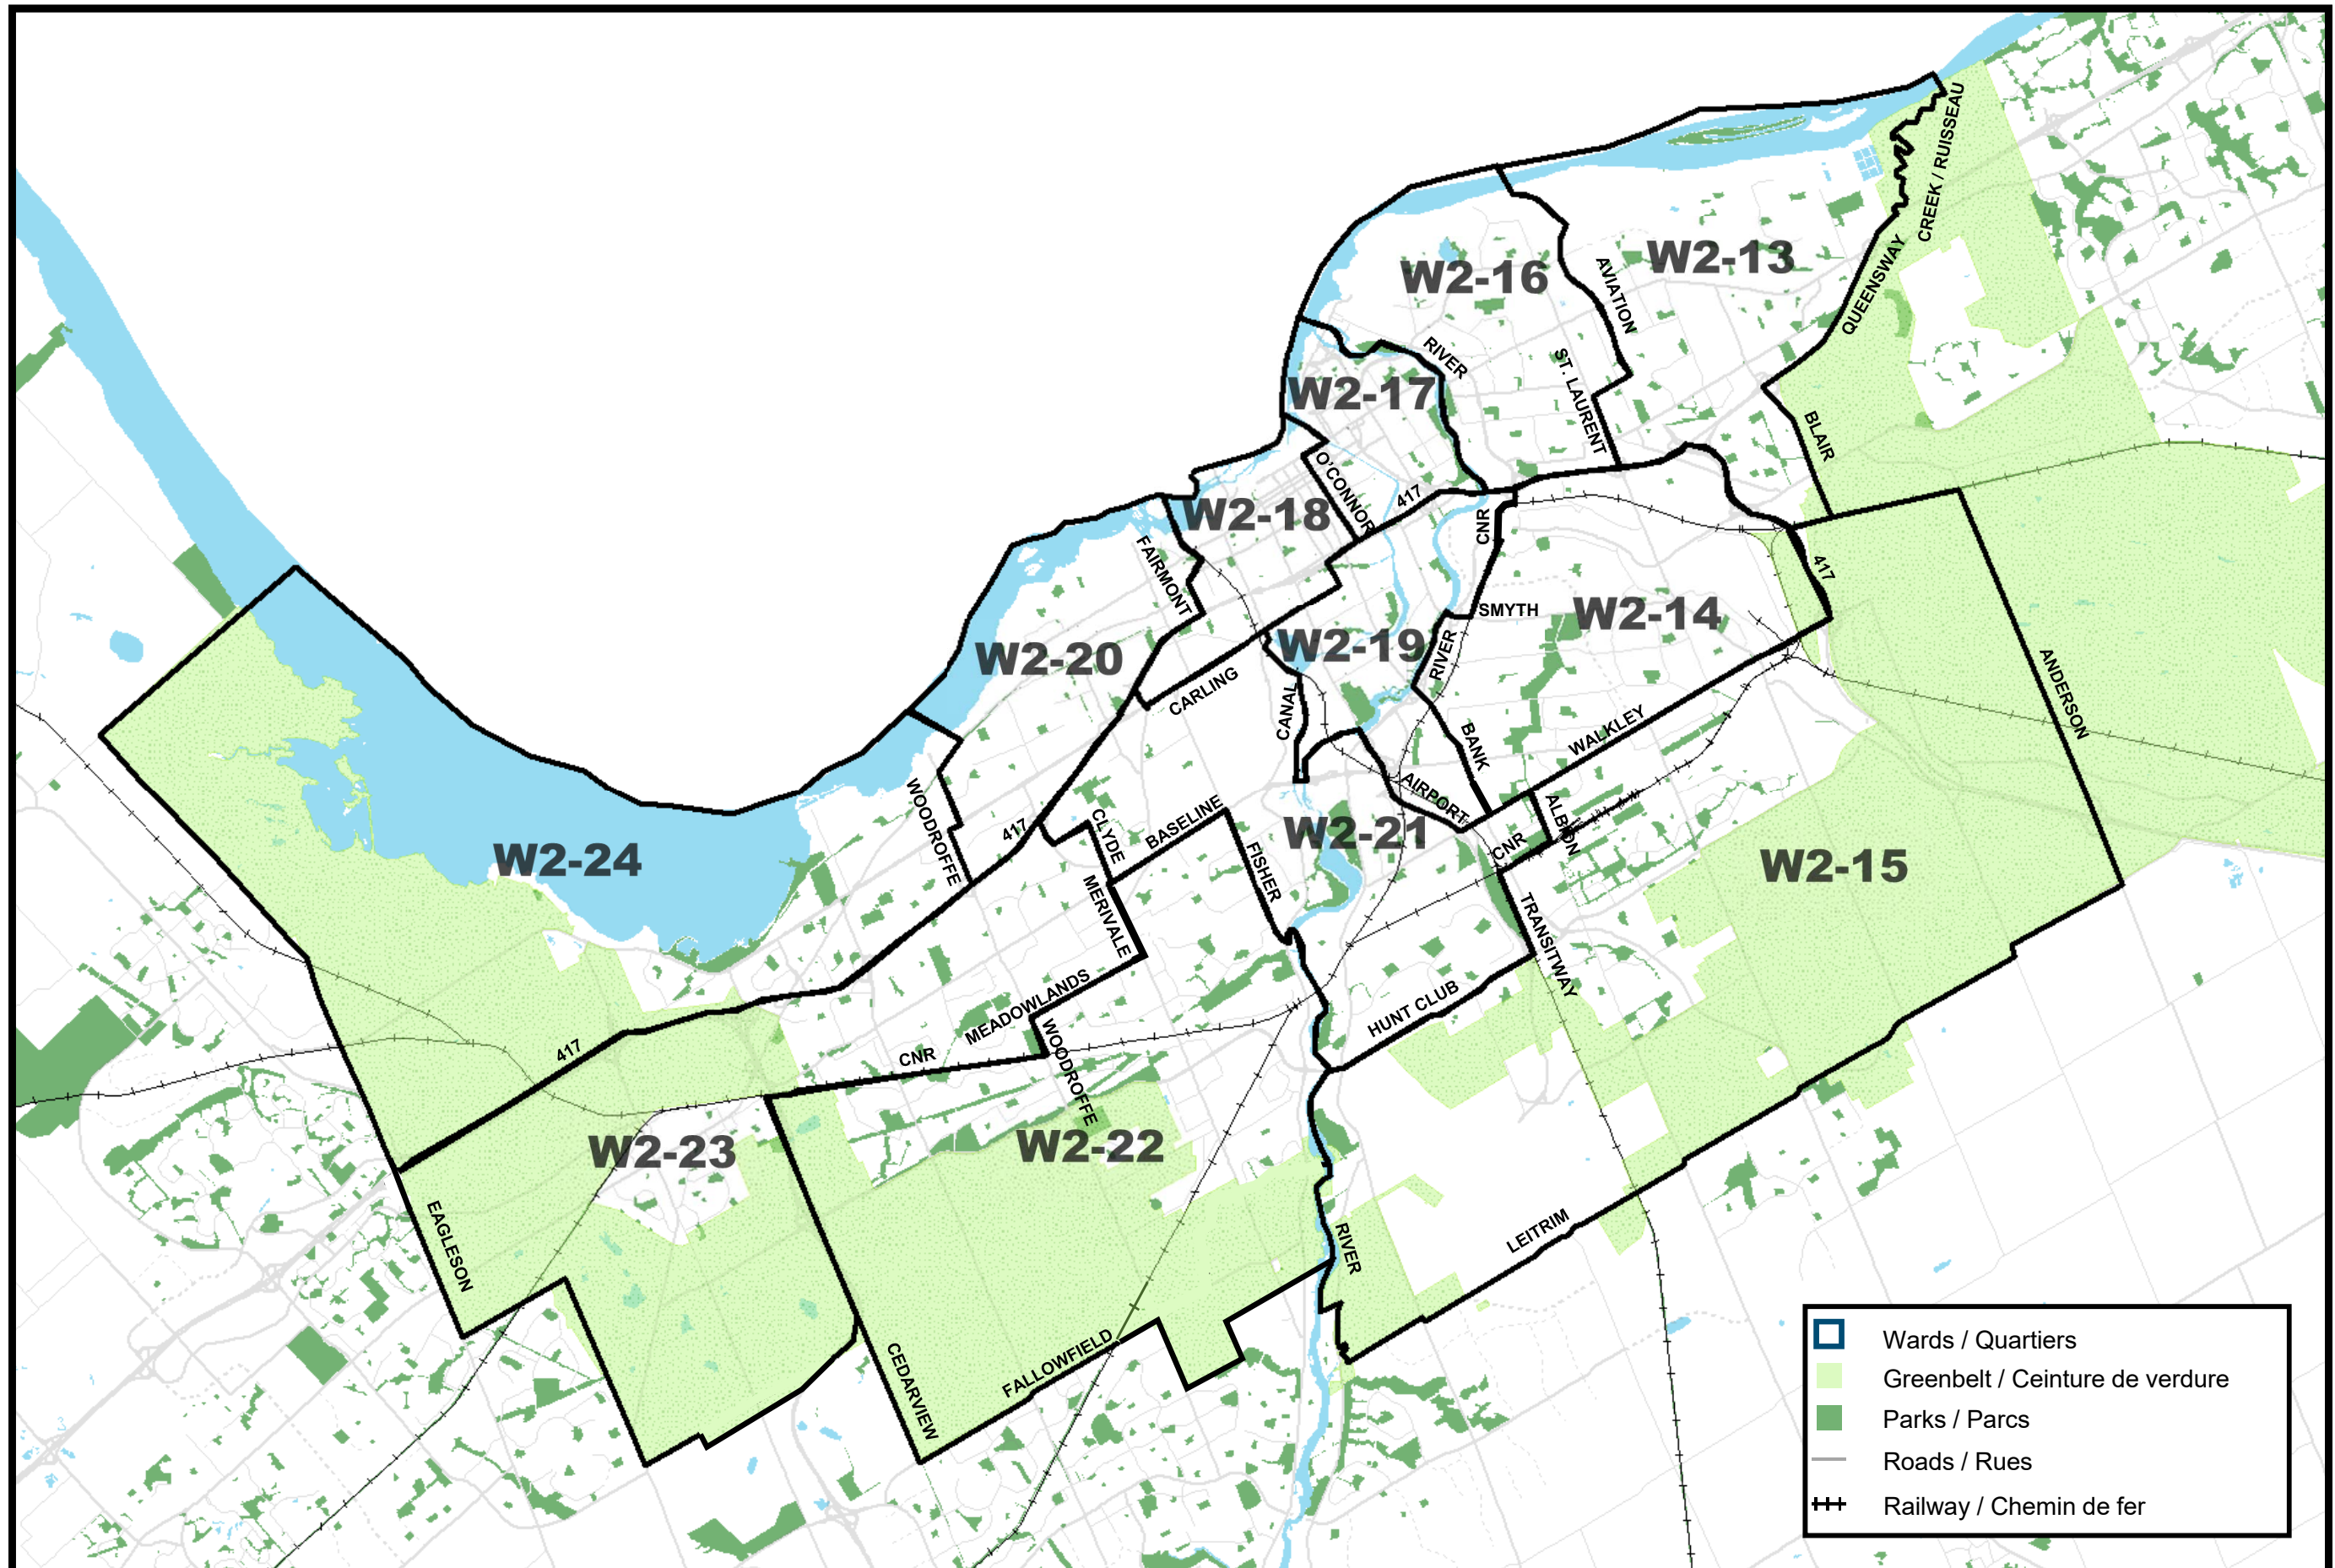 CREEK / RUISSEAU
W2-13
W2-16
QUEENSWAY
AVIATION
RIVER
W2-17
ST. LAURENT
BLAIR
O'CONNOR
417
W2-18
CNR
FAIRMONT
417
SMYTH
W2-14
W2-19
RIVER
W2-20
CARLING
ANDERSON
CANAL
BANK
WALKLEY
WOODROFFE
AIRPORT
417
CLYDE
BASELINE
W2-21
ALBION
CNR
W2-24
FISHER
W2-15
MERIVALE
TRANSITWAY
MEADOWLANDS
HUNT CLUB
417
CNR
WOODROFFE
W2-23
W2-22
EAGLESON
RIVER
LEITRIM
FALLOWFIELD
CEDARVIEW
Wards / Quartiers
Greenbelt / Ceinture de verdure
Parks / Parcs
Roads / Rues
Railway / Chemin de fer